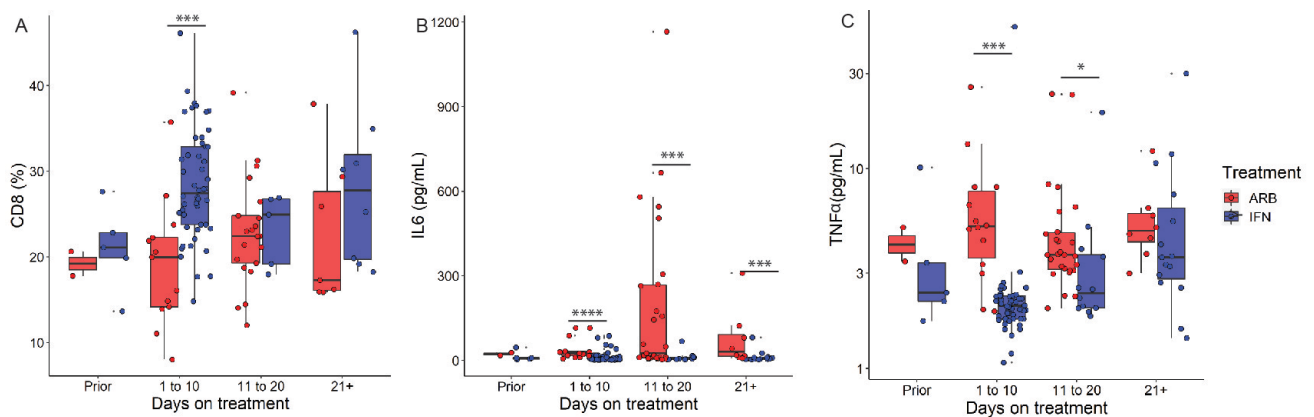 A
CD8 (%)
40
30
20
10
***
Prior
1 to 10
11 to 20
21+
Days on treatment
B
IL6 (pg/mL)
1200
900
600
300
0
****
***
***
Prior
1 to 10
11 to 20
21+
Days on treatment
C
TNFα(pg/mL)
30
10
3
1
***
*
Prior
1 to 10
11 to 20
21+
Days on treatment
Treatment
ARB
IFN